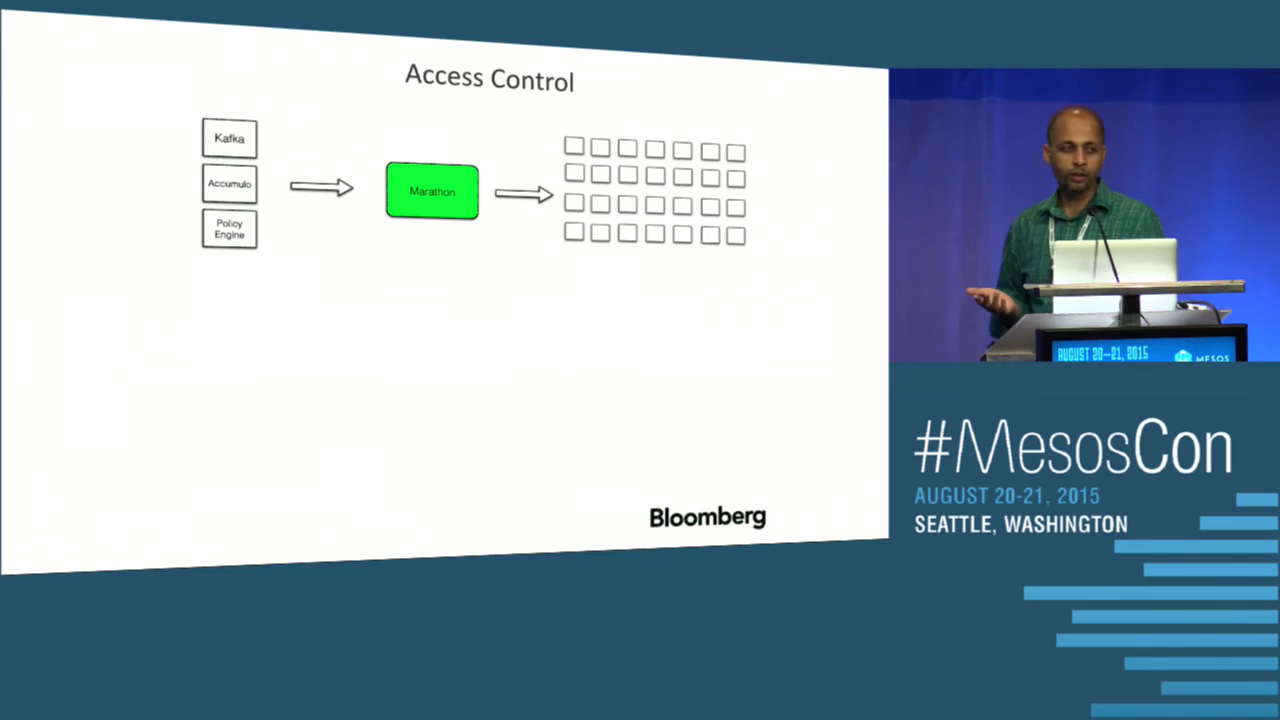 Access Control
Kafka
Accumulo
Policy
Engine
Marathon
Bloomberg
AUGUST 20-21, 2015
MESOS
#MesosCon
AUGUST 20-21, 2015
SEATTLE, WASHINGTON